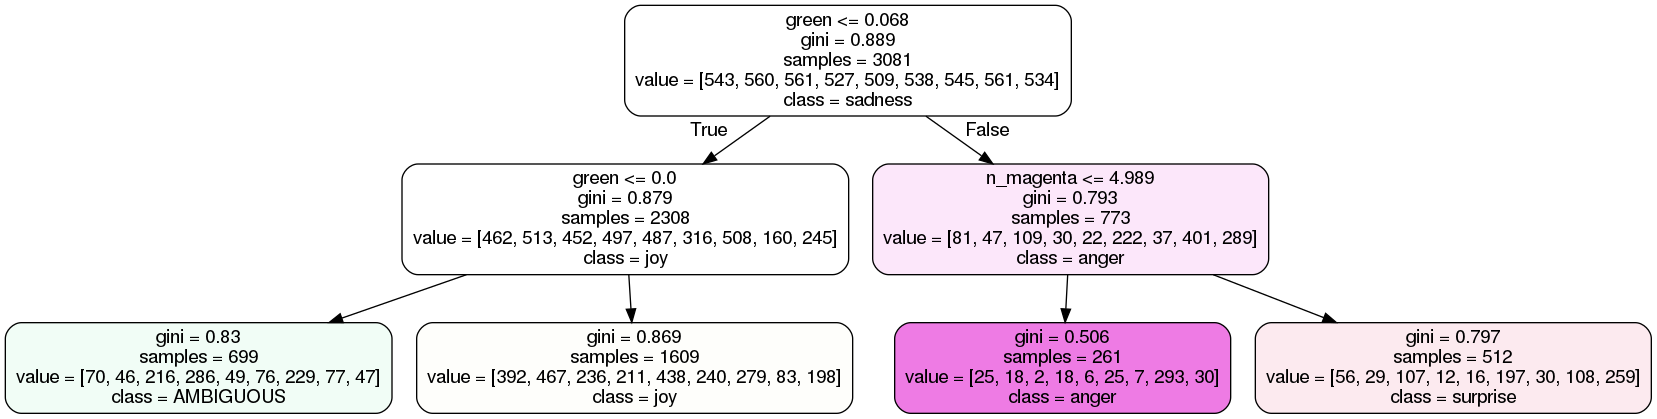 green <= 0.068
gini = 0.889
samples = 3081
value = [543, 560, 561, 527, 509, 538, 545, 561, 534]
class = sadness
True
False
green <= 0.0
gini = 0.879
samples = 2308
value = [462, 513, 452, 497, 487, 316, 508, 160, 245]
class = joy
n_magenta <= 4.989
gini = 0.793
samples = 773
value = [81, 47, 109, 30, 22, 222, 37, 401, 289]
class = anger
gini = 0.83
samples = 699
value = [70, 46, 216, 286, 49, 76, 229, 77, 47]
class = AMBIGUOUS
gini = 0.869
samples = 1609
value = [392, 467, 236, 211, 438, 240, 279, 83, 198]
class = joy
gini = 0.506
samples = 261
value = [25, 18, 2, 18, 6, 25, 7, 293, 30]
class = anger
gini = 0.797
samples = 512
value = [56, 29, 107, 12, 16, 197, 30, 108, 259]
class = surprise